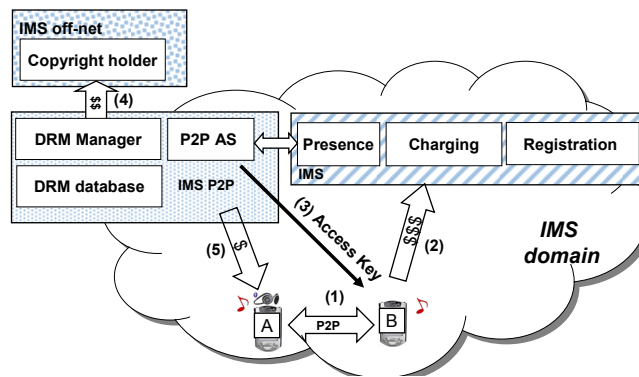 IMS off-net
Copyright holder
$$
(4)
DRM Manager
P2P AS
DRM database
IMS P2P
Presence
Charging
Registration
IMS
(3) Access Key
$$$
(2)
(5)
$
IMS
domain
(1)
A
P2P
B